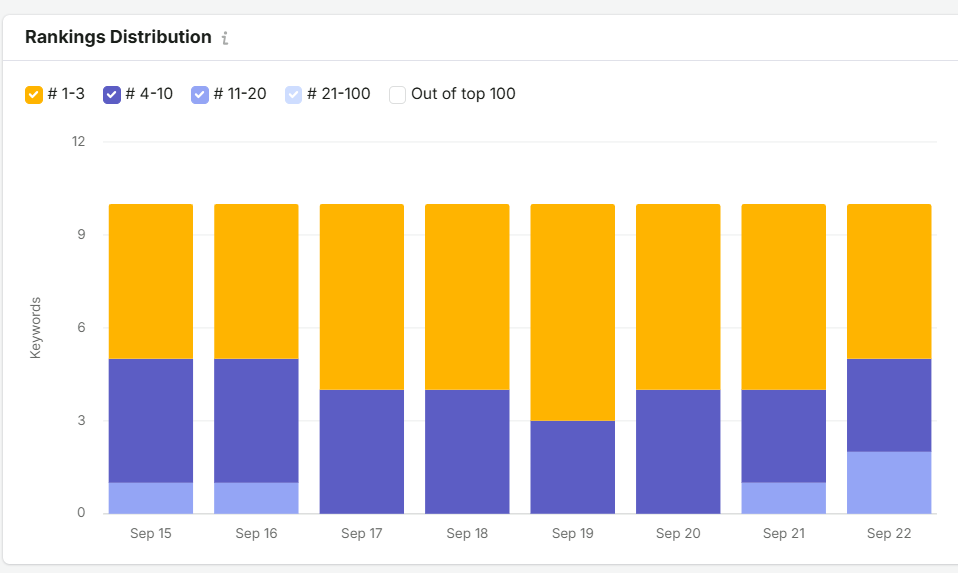 Rankings Distribution i
# 1-3 # 4-10 # 11-20 # 21-100 Out of top 100
12
9
6
3
0
Keywords
Sep 15 Sep 16 Sep 17 Sep 18 Sep 19 Sep 20 Sep 21 Sep 22